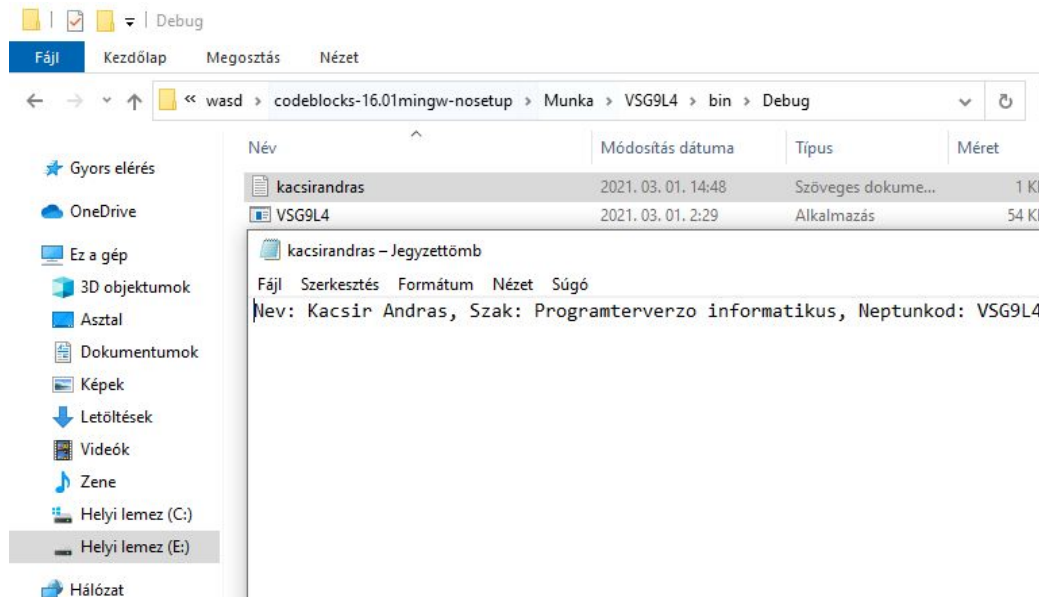 Debug
Fájl Kezdőlap Megosztás Nézet
« wasd › codeblocks-16.01mingw-nosetup › Munka › VSG9L4 › bin › Debug
Név Módosítás dátuma Típus Méret
Gyors elérés
kacsirandras 2021. 03. 01. 14:48 Szöveges dokume... 1 K
OneDrive
VSG9L4 2021. 03. 01. 2:29 Alkalmazás 54 K
Ez a gép
kacsirandras – Jegyzettömb
3D objektumok
Fájl Szerkesztés Formátum Nézet Súgó
Nev: Kacsir Andras, Szak: Programterverzo informatikus, Neptunkod: VSG9L4
Asztal
Dokumentumok
Képek
Letöltések
Videók
Zene
Helyi lemez (C:)
Helyi lemez (E:)
Hálózat